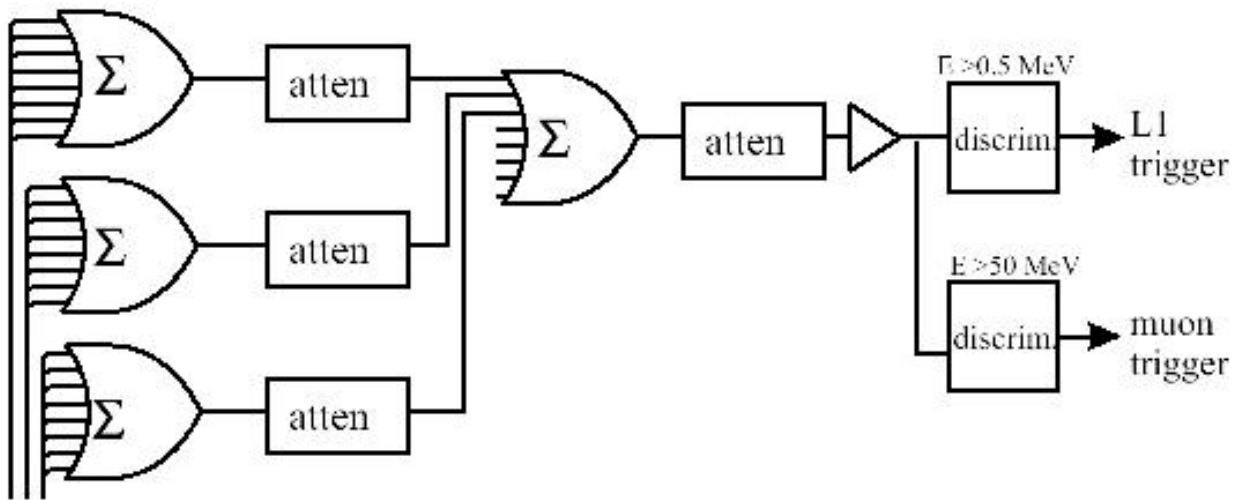 Σ
atten
Σ
atten
Σ
atten
Σ
atten
E >0.5 MeV
discrim.
L1
trigger
E >50 MeV
discrim.
muon
trigger